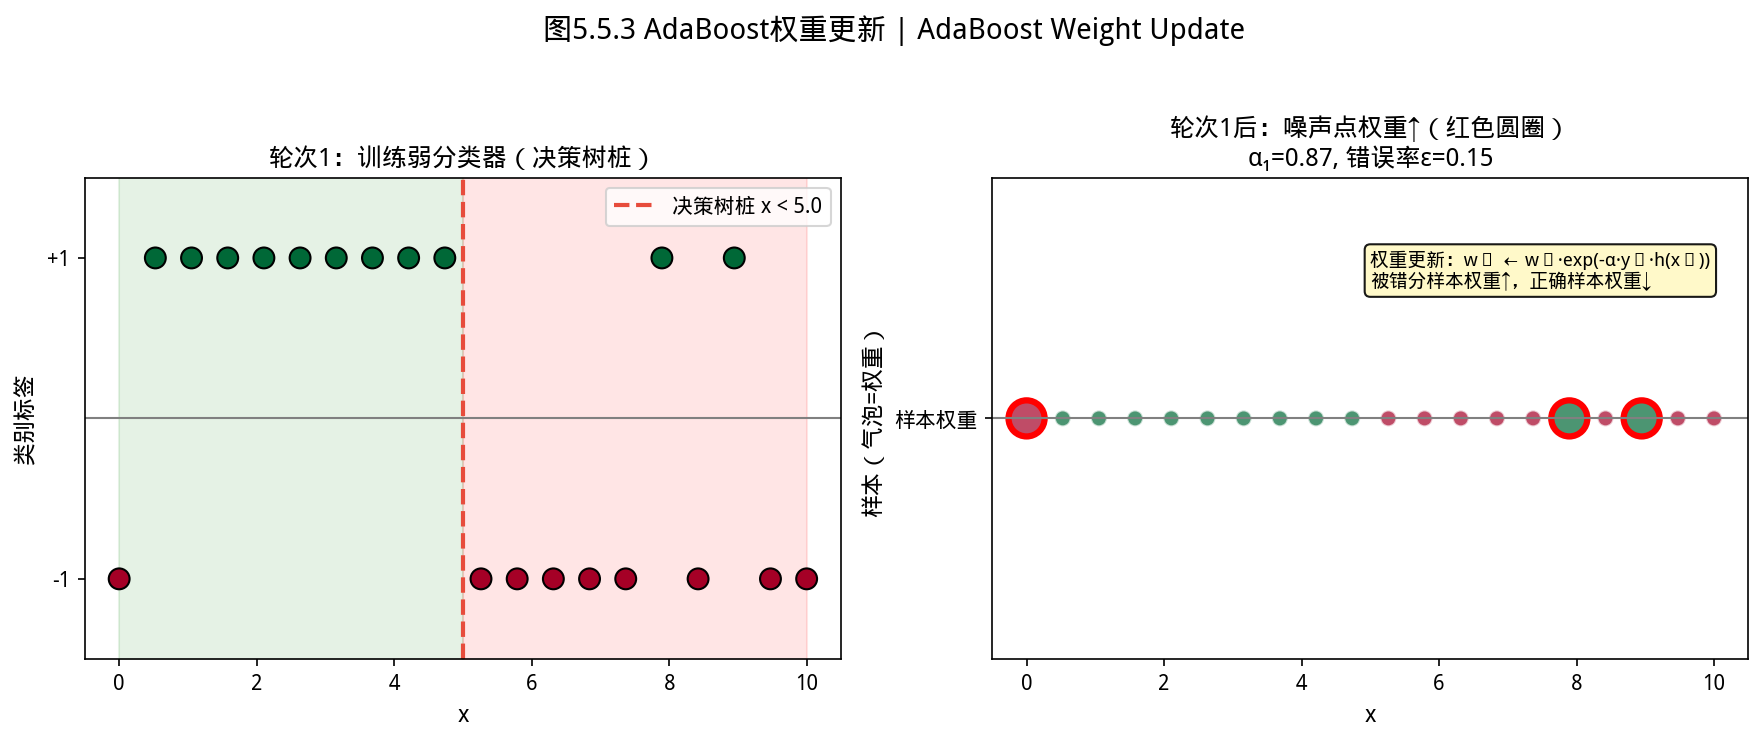 图5.5.3 AdaBoost权重更新 | AdaBoost Weight Update
轮次1：训练弱分类器（决策树桩）
决策树桩 x < 5.0
+1
-1
类别标签
0 2 4 6 8 10
x
轮次1后：噪声点权重↑（红色圆圈）
α₁=0.87, 错误率ε=0.15
权重更新：w▯ ← w▯·exp(-α·y▯·h(x▯))
被错分样本权重↑，正确样本权重↓
样本权重
样本（气泡=权重）
0 2 4 6 8 10
x